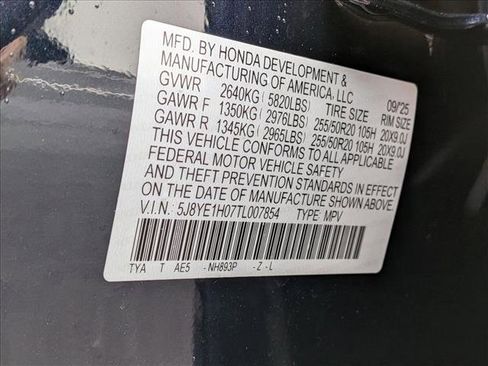 MFD. BY HONDA DEVELOPMENT &
MANUFACTURING OF AMERICA, LLC 09/'25
GVWR 2640KG (5820LBS) TIRE SIZE RIM SIZE
GAWR F 1350KG (2976LBS) 255/50R20 105H 20X9.0J
GAWR R 1345KG (2965LBS) 255/50R20 105H 20X9.0J
THIS VEHICLE CONFORMS TO ALL APPLICABLE
FEDERAL MOTOR VEHICLE SAFETY
AND THEFT PREVENTION STANDARDS IN EFFECT
ON THE DATE OF MANUFACTURE SHOWN ABOVE.
V.I.N.: 5J8YE1H07TL007854 TYPE: MPV
TYA T AE5 -NH893P -Z-L